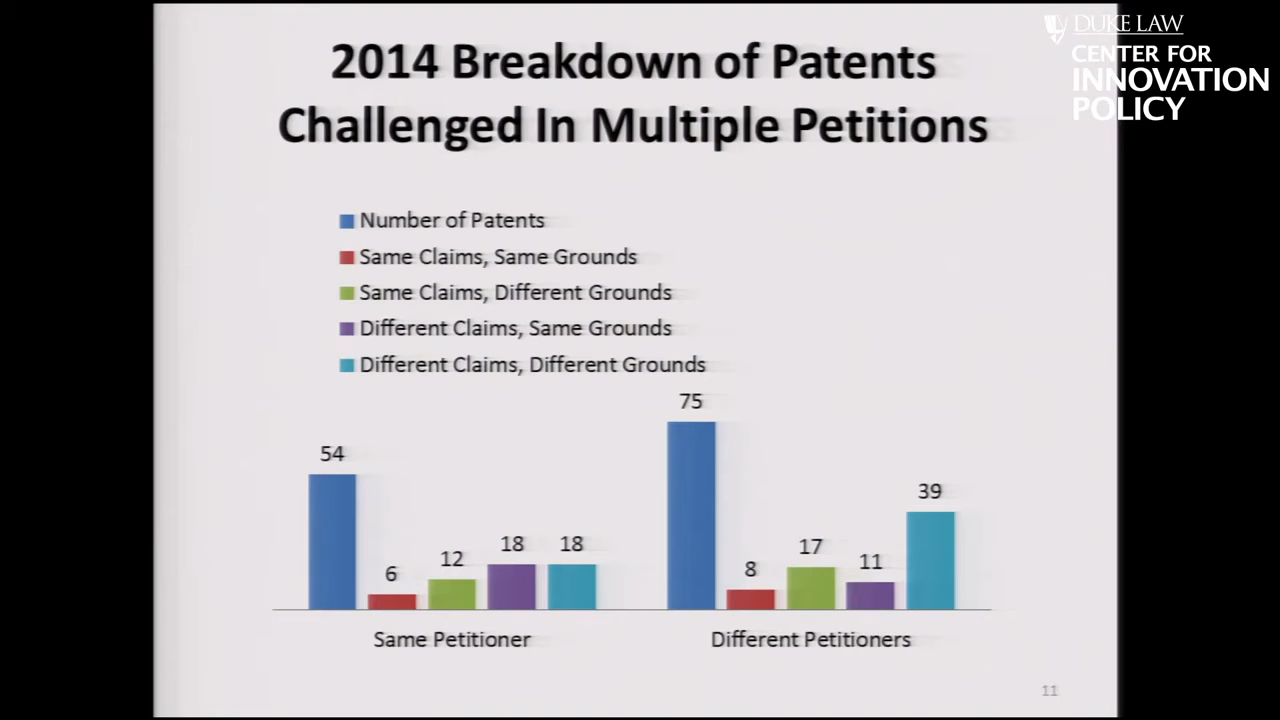 DUKE LAW
CENTER FOR
INNOVATION
POLICY
2014 Breakdown of Patents
Challenged In Multiple Petitions
Number of Patents
Same Claims, Same Grounds
Same Claims, Different Grounds
Different Claims, Same Grounds
Different Claims, Different Grounds
54
6
12
18
18
75
8
17
11
39
Same Petitioner
Different Petitioners
11